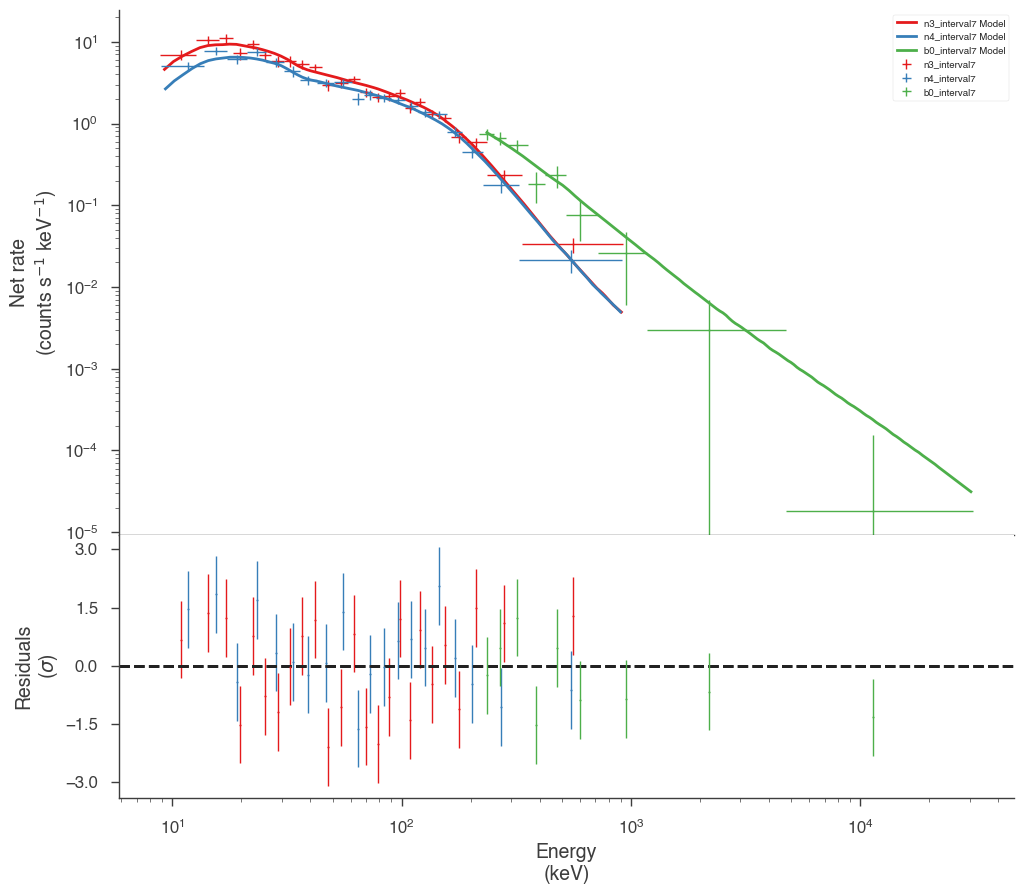 n3_interval7 Model
n4_interval7 Model
b0_interval7 Model
n3_interval7
n4_interval7
b0_interval7
10¹
10⁰
10⁻¹
10⁻²
10⁻³
10⁻⁴
10⁻⁵
Net rate
(counts s⁻¹ keV⁻¹)
3.0
1.5
0.0
−1.5
−3.0
Residuals
(σ)
10¹ 10² 10³ 10⁴
Energy
(keV)